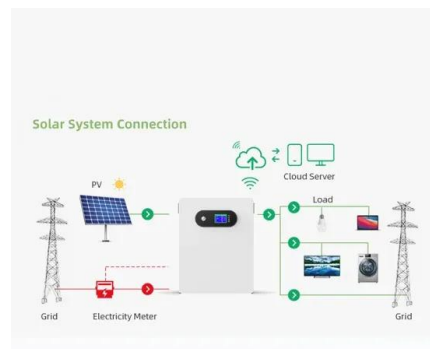 Solar System Connection
Cloud Server
PV
Load
Grid
Electricity Meter
Grid